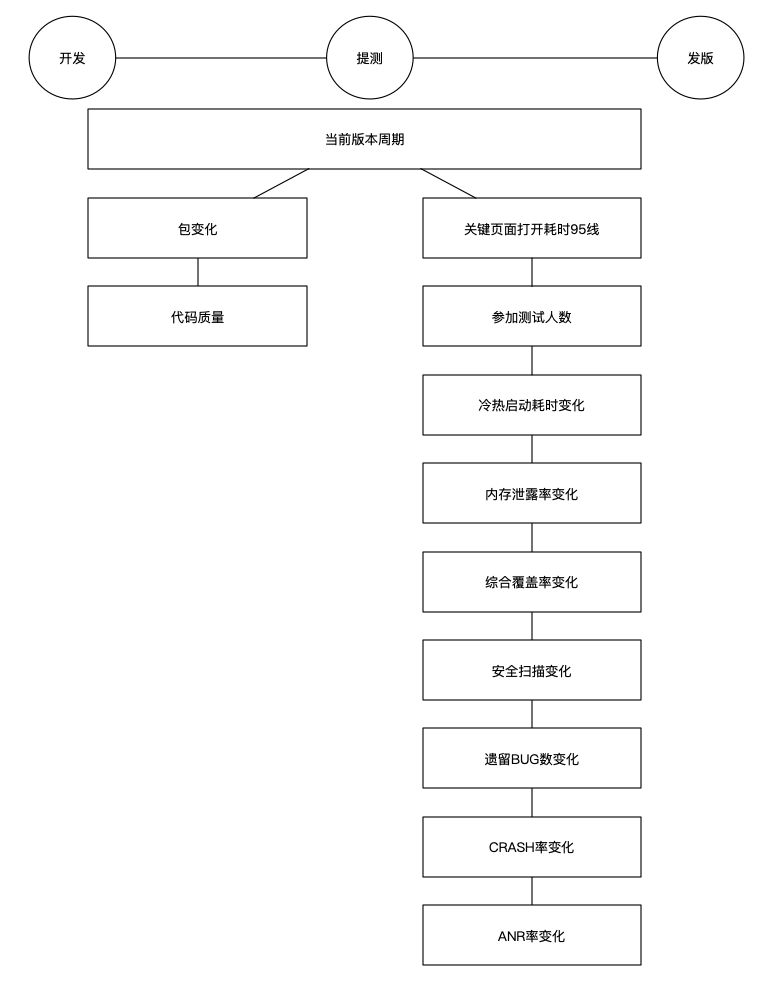 开发
提测
发版
当前版本周期
包变化
关键页面打开耗时95线
代码质量
参加测试人数
冷热启动耗时变化
内存泄露率变化
综合覆盖率变化
安全扫描变化
遗留BUG数变化
CRASH率变化
ANR率变化